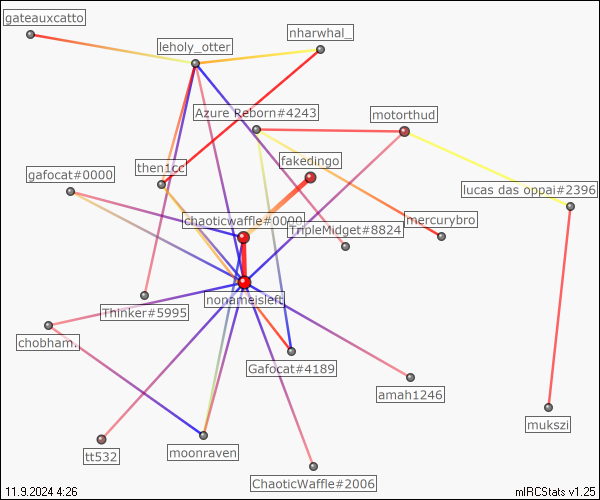 gateauxcatto
nharwhal_
leholy_otter
Azure Reborn#4243
motorthud
fakedingo
then1cc
gafocat#0000
lucas das oppai#2396
chaoticwaffle#0000
mercurybro
TripleMidget#8824
nonameisleft
Thinker#5995
chobham.
Gafocat#4189
amah1246
mukszi
moonraven
tt532
ChaoticWaffle#2006
11.9.2024 4:26
mIRCStats v1.25